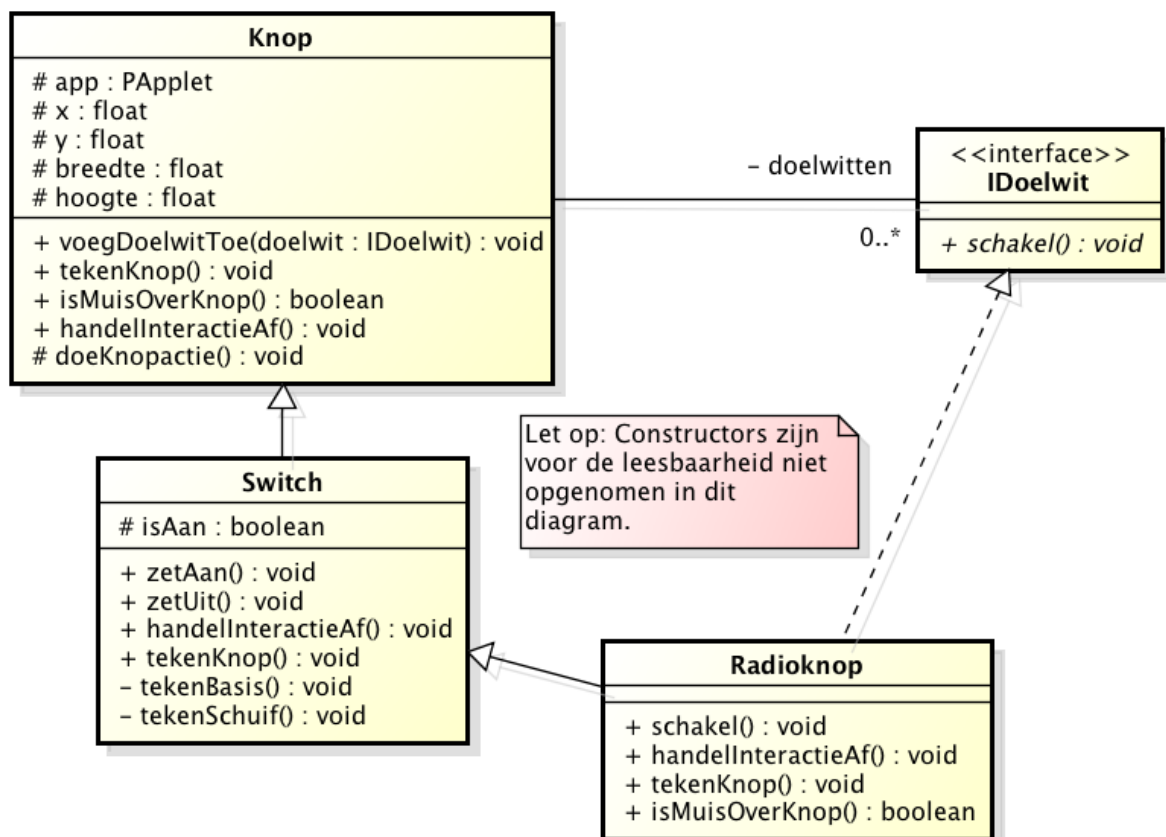 Knop
# app : PApplet
# x : float
# y : float
# breedte : float
# hoogte : float
+ voegDoelwitToe(doelwit : IDoelwit) : void
+ tekenKnop() : void
+ isMuisOverKnop() : boolean
+ handelInteractieAf() : void
# doeKnopactie() : void
- doelwitten
0..*
<<interface>>
IDoelwit
+ schakel() : void
Let op: Constructors zijn
voor de leesbaarheid niet
opgenomen in dit
diagram.
Switch
# isAan : boolean
+ zetAan() : void
+ zetUit() : void
+ handelInteractieAf() : void
+ tekenKnop() : void
- tekenBasis() : void
- tekenSchuif() : void
Radioknop
+ schakel() : void
+ handelInteractieAf() : void
+ tekenKnop() : void
+ isMuisOverKnop() : boolean